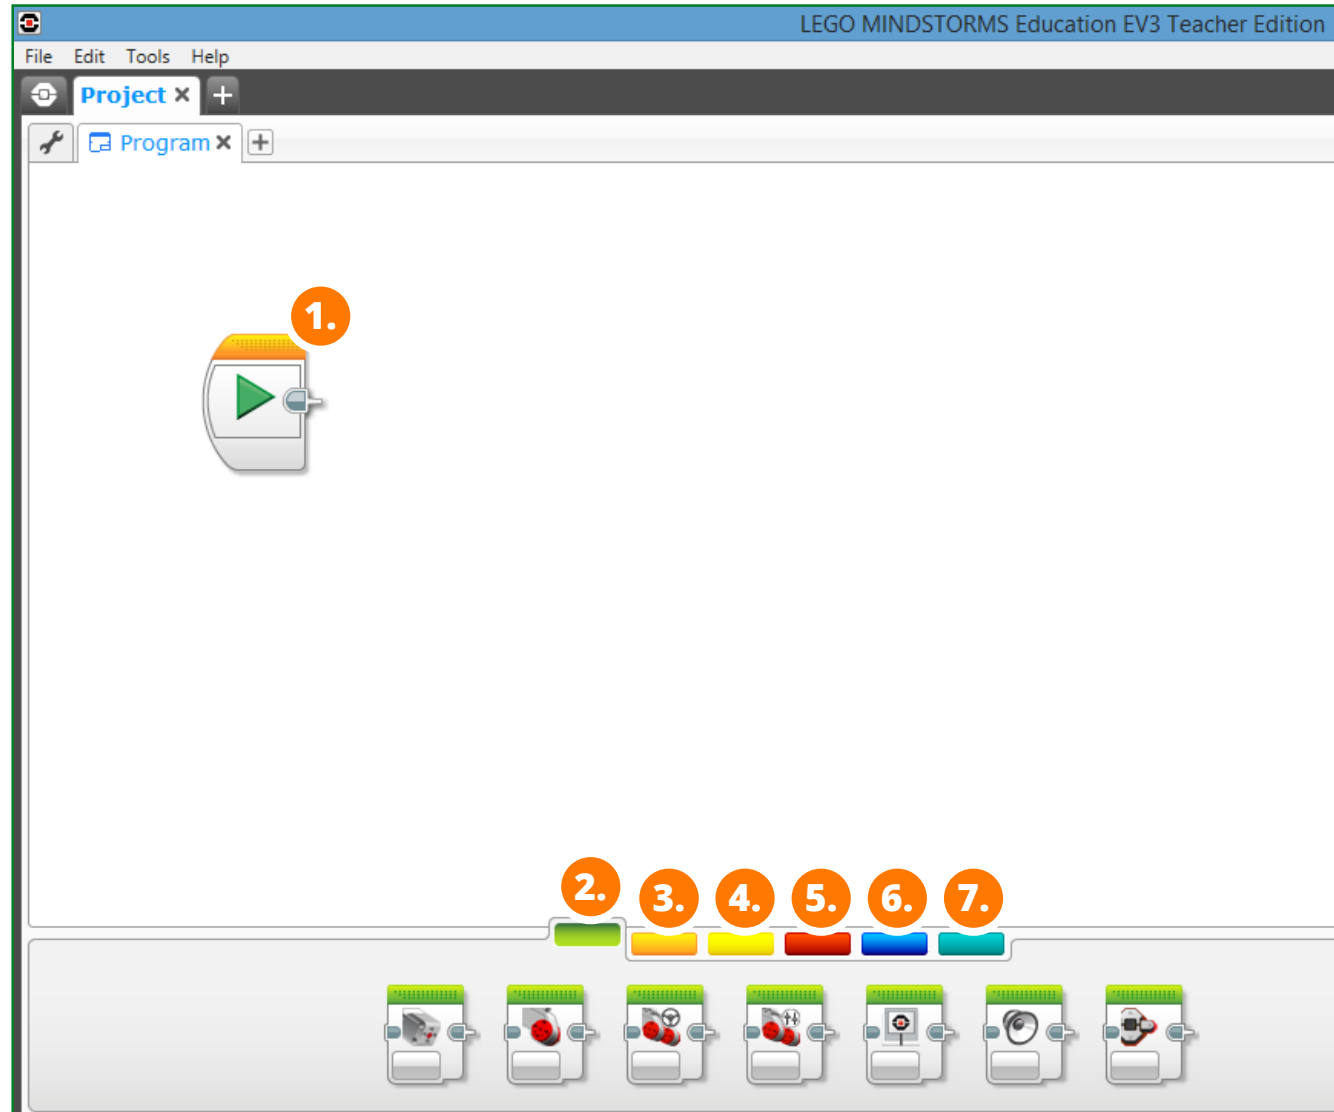 LEGO MINDSTORMS Education EV3 Teacher Edition
File Edit Tools Help
Project
Program
1.
2.
3.
4.
5.
6.
7.